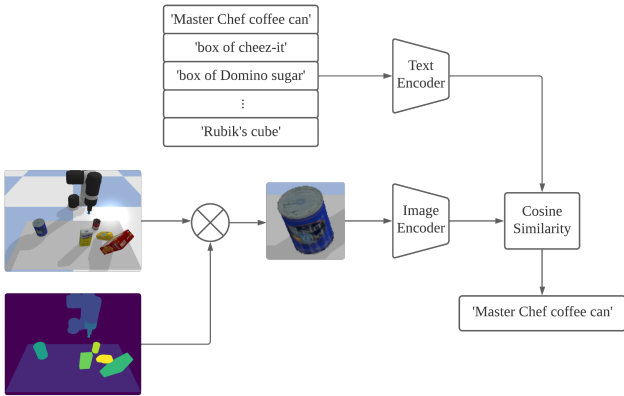 'Master Chef coffee can'
'box of cheez-it'
'box of Domino sugar'
⋮
'Rubik's cube'
Text
Encoder
Image
Encoder
Cosine
Similarity
'Master Chef coffee can'